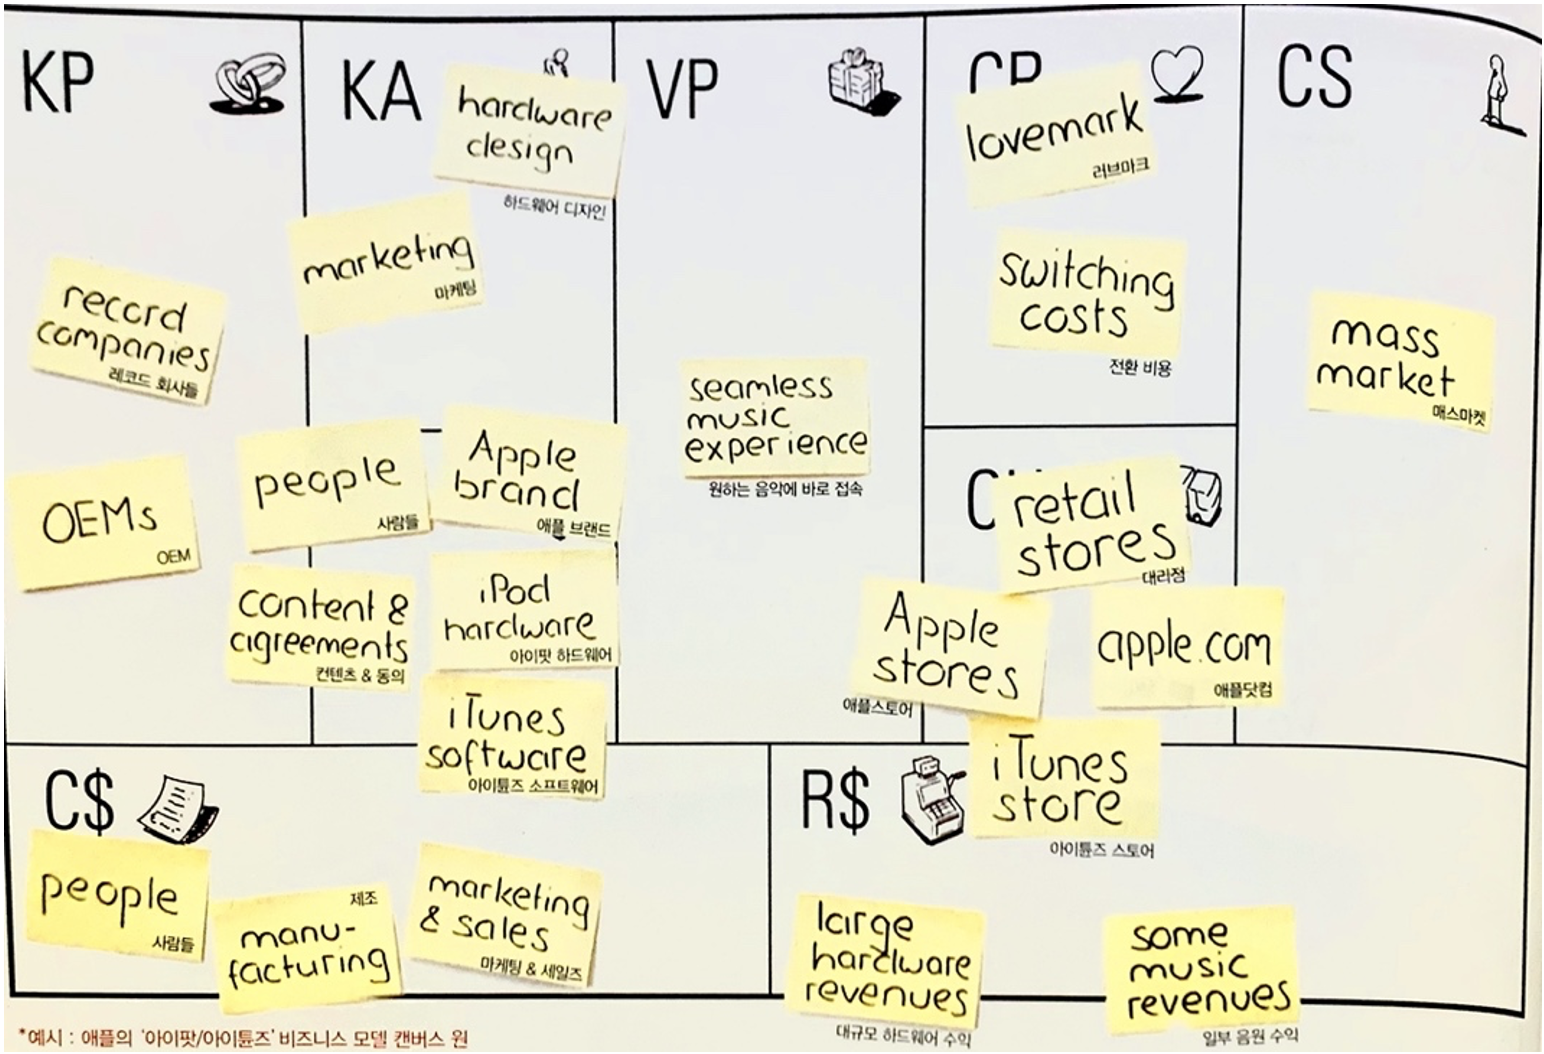 KP
record
companies
레코드 회사들
OEMs
OEM
KA
hardware
design
하드웨어 디자인
marketing
마케팅
people
사람들
Apple
brand
애플 브랜드
content &
agreements
컨텐츠 & 동의
iPod
hardware
아이팟 하드웨어
iTunes
software
아이튠즈 소프트웨어
VP
seamless
music
experience
원하는 음악에 바로 접속
CR
lovemark
러브마크
switching
costs
전환 비용
retail
stores
대리점
Apple
stores
애플스토어
apple.com
애플닷컴
iTunes
store
아이튠즈 스토어
CS
mass
market
매스마켓
C$
people
사람들
제조
manu-
facturing
marketing
& sales
마케팅 & 세일즈
R$
large
hardware
revenues
대규모 하드웨어 수익
some
music
revenues
일부 음원 수익
*예시 : 애플의 '아이팟/아이튠즈' 비즈니스 모델 캔버스 원